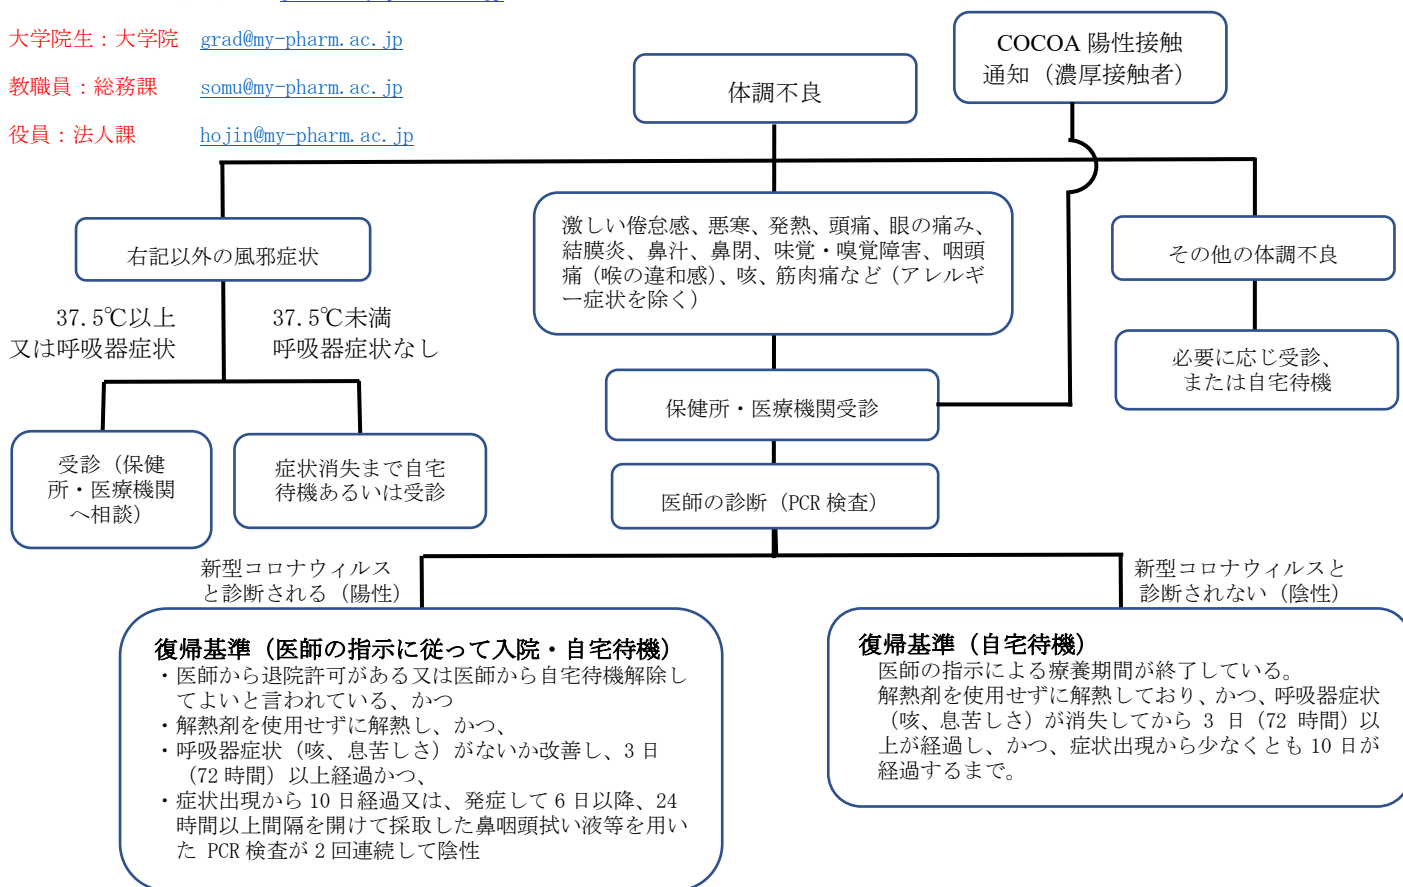 大学院生：大学院 grad@my-pharm.ac.jp
教職員：総務課 somu@my-pharm.ac.jp
役員：法人課 hojin@my-pharm.ac.jp
COCOA 陽性接触
通知（濃厚接触者）
体調不良
右記以外の風邪症状
激しい倦怠感、悪寒、発熱、頭痛、眼の痛み、
結膜炎、鼻汁、鼻閉、味覚・嗅覚障害、咽頭
痛（喉の違和感）、咳、筋肉痛など（アレルギ
ー症状を除く）
その他の体調不良
37.5℃以上
又は呼吸器症状
37.5℃未満
呼吸器症状なし
必要に応じ受診、
または自宅待機
保健所・医療機関受診
受診（保健
所・医療機関
へ相談）
症状消失まで自宅
待機あるいは受診
医師の診断（PCR 検査）
新型コロナウィルス
と診断される（陽性）
新型コロナウィルスと
診断されない（陰性）
復帰基準（医師の指示に従って入院・自宅待機）
・医師から退院許可がある又は医師から自宅待機解除し
てよいと言われている、かつ
・解熱剤を使用せずに解熱し、かつ、
・呼吸器症状（咳、息苦しさ）がないか改善し、3 日
（72 時間）以上経過かつ、
・症状出現から 10 日経過又は、発症して 6 日以降、24
時間以上間隔を開けて採取した鼻咽頭拭い液等を用い
た PCR 検査が 2 回連続して陰性
復帰基準（自宅待機）
医師の指示による療養期間が終了している。
解熱剤を使用せずに解熱しており、かつ、呼吸器症状
（咳、息苦しさ）が消失してから 3 日（72 時間）以
上が経過し、かつ、症状出現から少なくとも 10 日が
経過するまで。